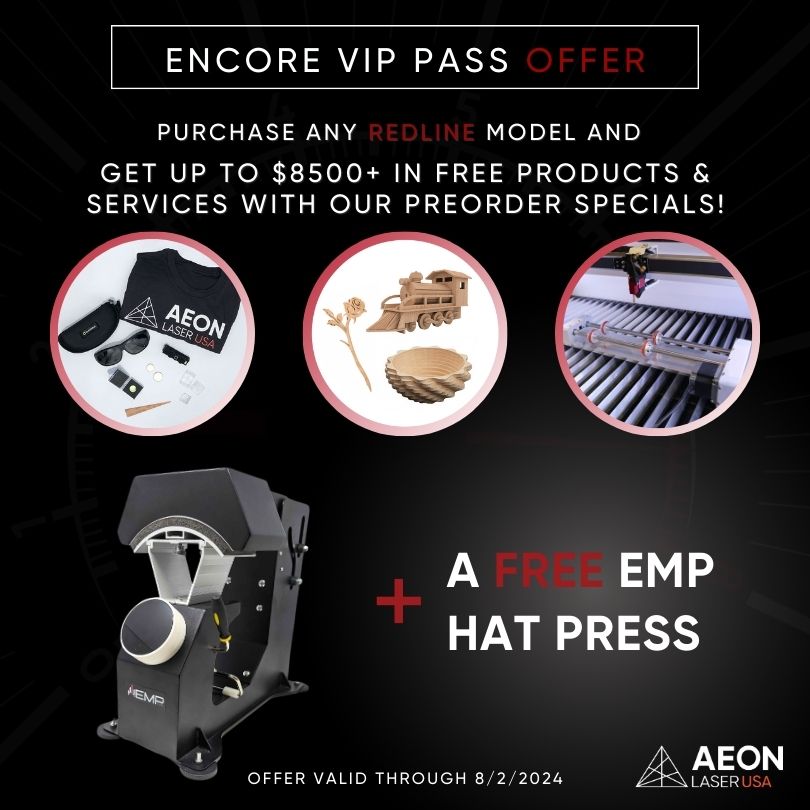 ENCORE VIP PASS OFFER
PURCHASE ANY REDLINE MODEL AND
GET UP TO $8500+ IN FREE PRODUCTS &
SERVICES WITH OUR PREORDER SPECIALS!
AEON
LASER USA
+ A FREE EMP
HAT PRESS
EMP
OFFER VALID THROUGH 8/2/2024
AEON
LASER USA